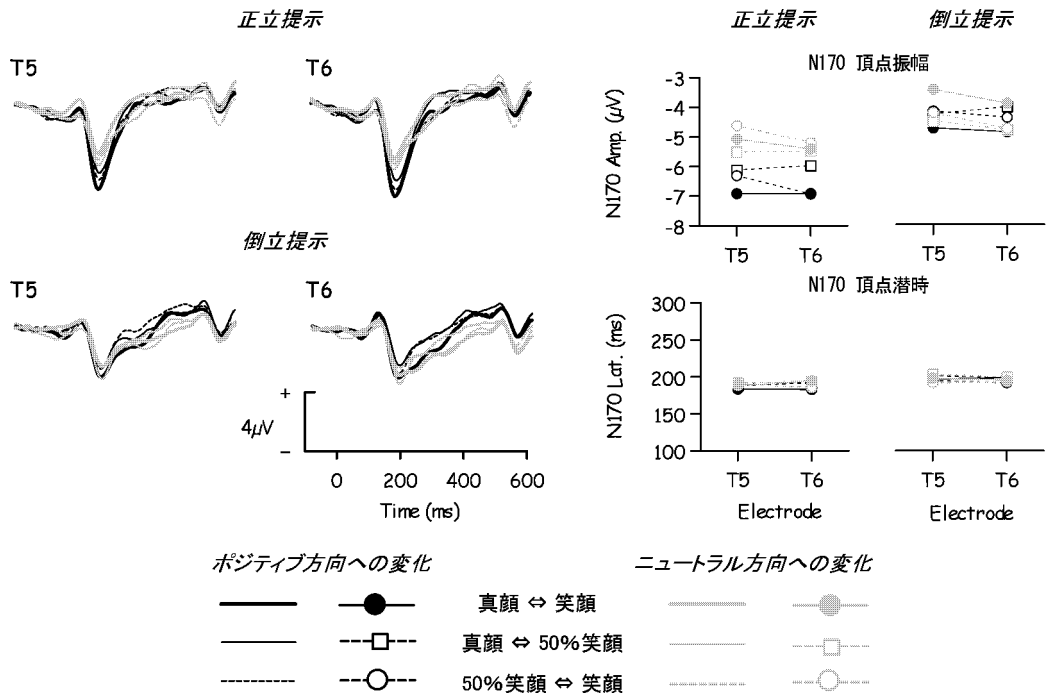 正立提示
T5
T6
倒立提示
T5
T6
+
4μV
−
0 200 400 600
Time (ms)
正立提示 倒立提示
N170 頂点振幅
N170 Amp. (μV)
-3
-4
-5
-6
-7
-8
T5 T6 T5 T6
N170 頂点潜時
N170 Lat. (ms)
300
250
200
150
100
T5 T6 T5 T6
Electrode Electrode
ポジティブ方向への変化 ニュートラル方向への変化
真顔 ⇔ 笑顔
真顔 ⇔ 50%笑顔
50%笑顔 ⇔ 笑顔